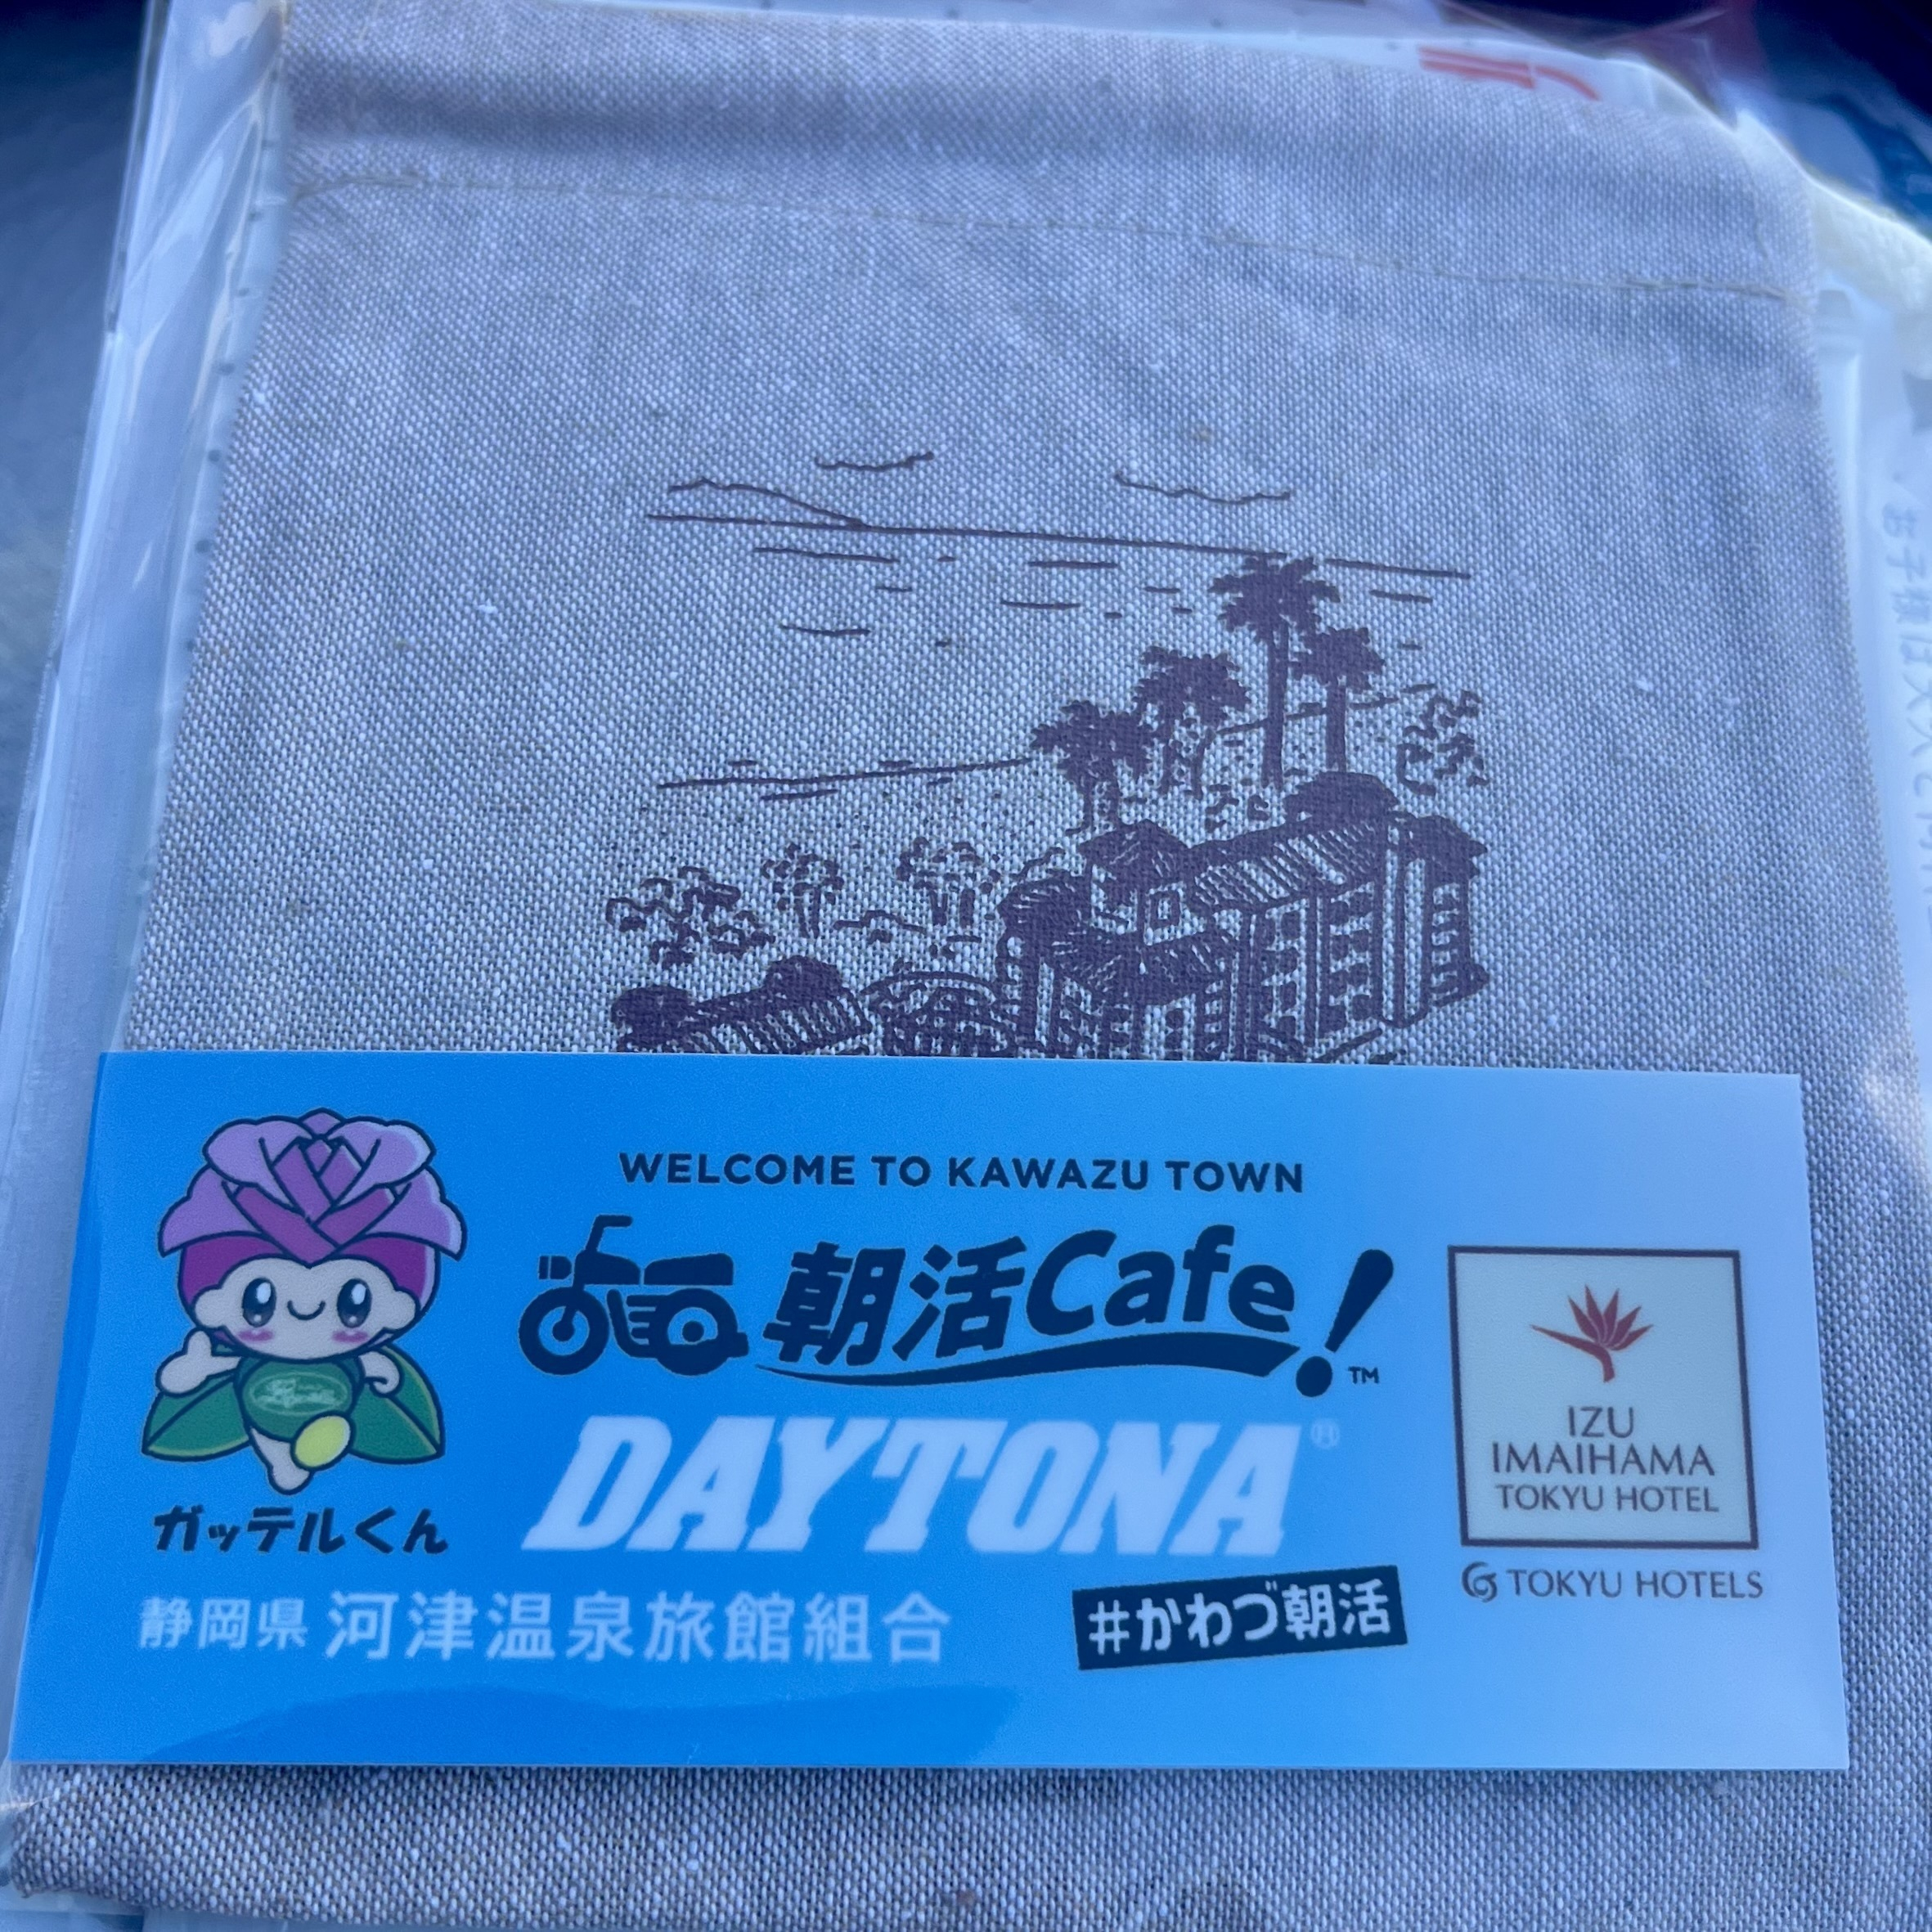 WELCOME TO KAWAZU TOWN
朝活Cafe!™
DAYTONA®
ガッテルくん
静岡県 河津温泉旅館組合
#かわづ朝活
IZU
IMAIHAMA
TOKYU HOTEL
TOKYU HOTELS